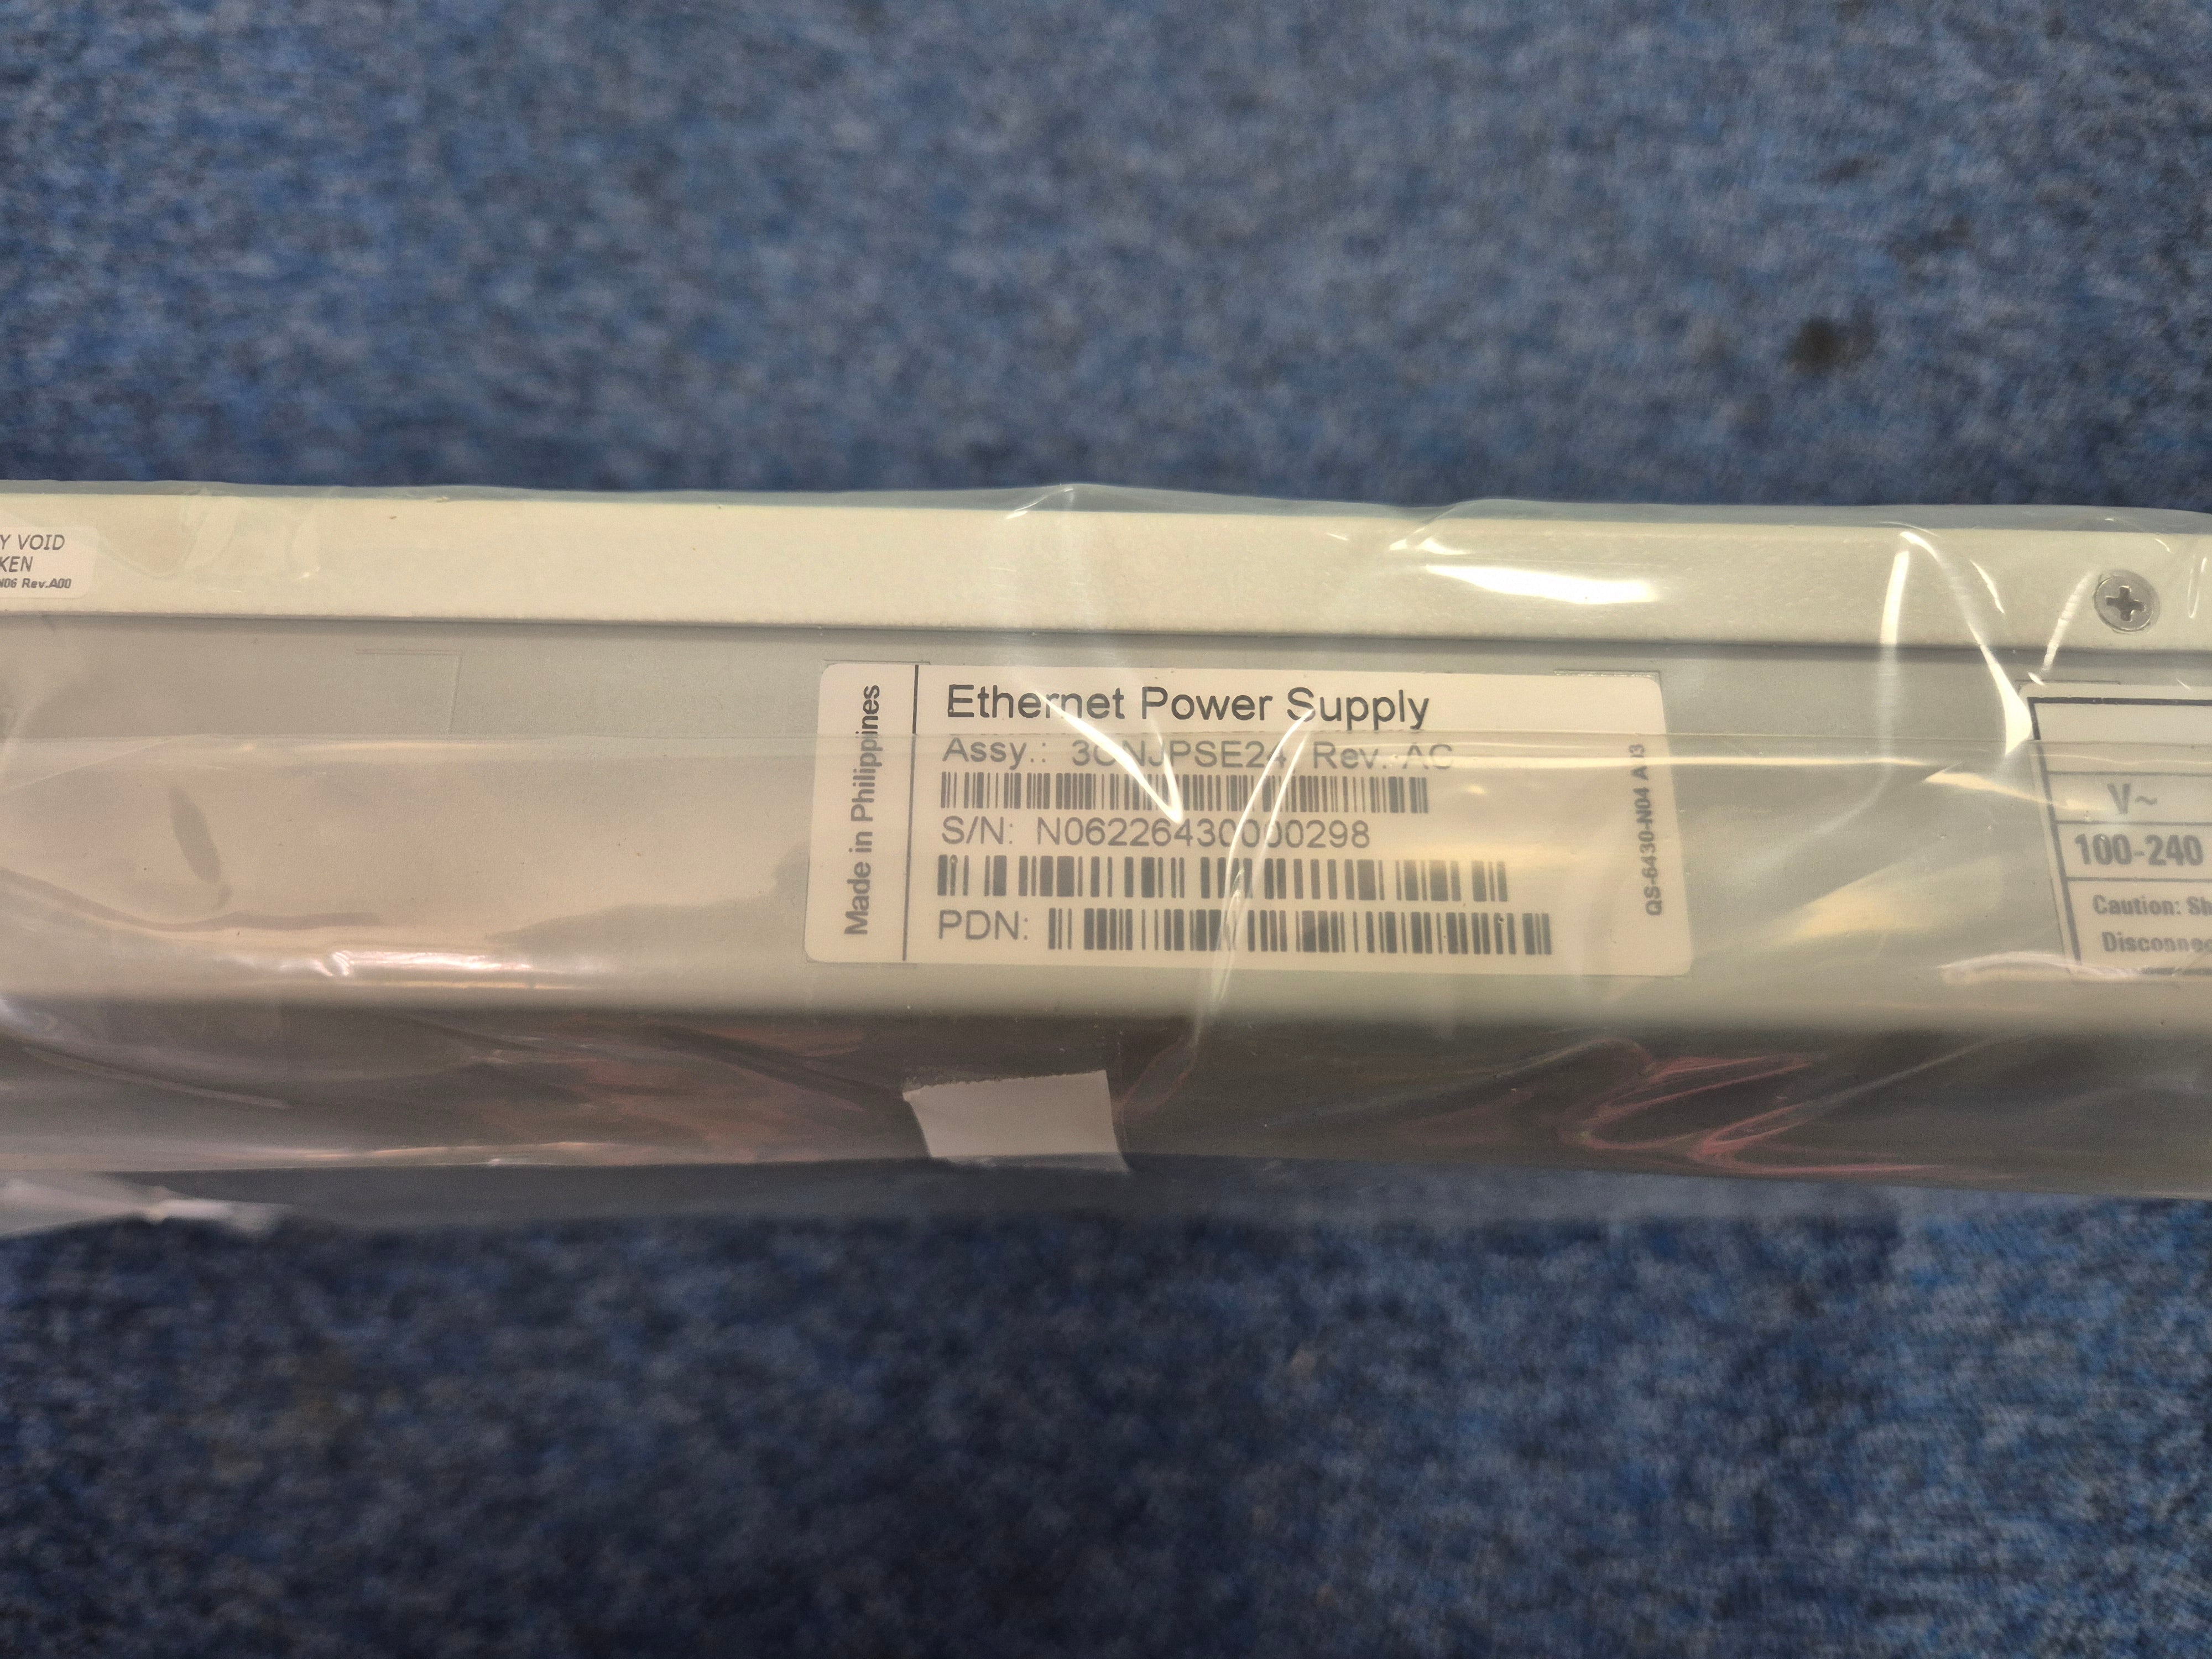 Y VOID
KEN
N06 Rev.A00
Made in Philippines
Ethernet Power Supply
Assy.: 3CNJPSE24 Rev. AC
S/N: N06226430000298
PDN:
QS-6430-N04 A03
V~
100-240
Caution: Sh
Disconnec